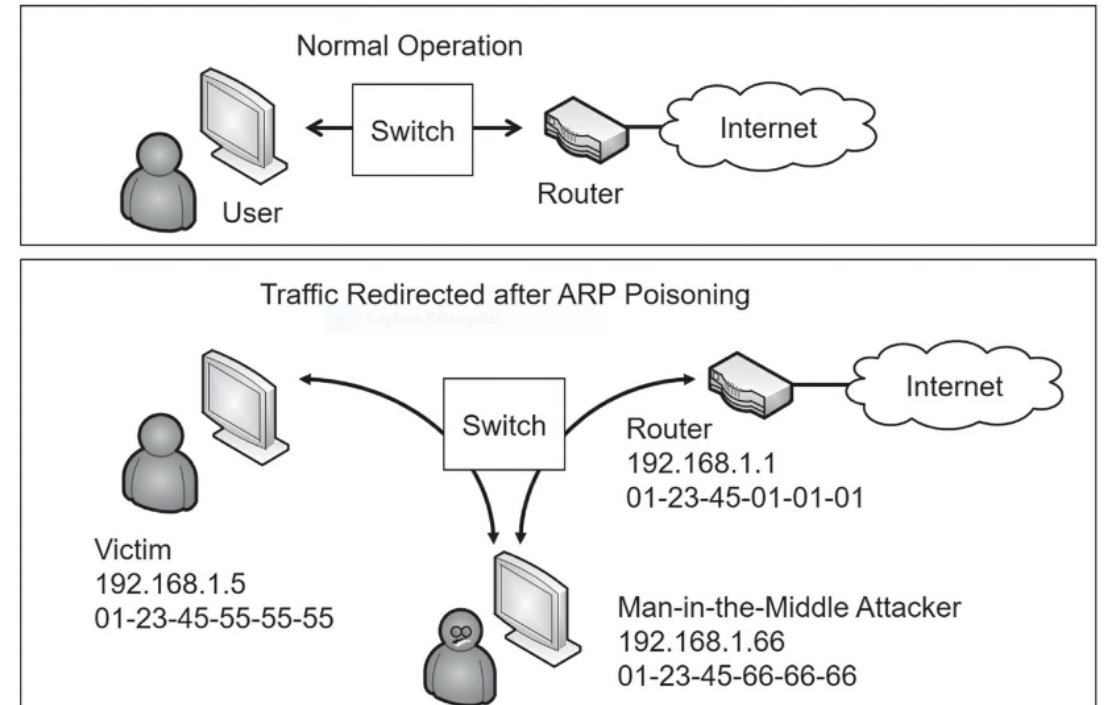 Normal Operation
Switch
Internet
Router
User
Traffic Redirected after ARP Poisoning
Captura Retangular
Switch
Internet
Router
192.168.1.1
01-23-45-01-01-01
Victim
192.168.1.5
01-23-45-55-55-55
Man-in-the-Middle Attacker
192.168.1.66
01-23-45-66-66-66